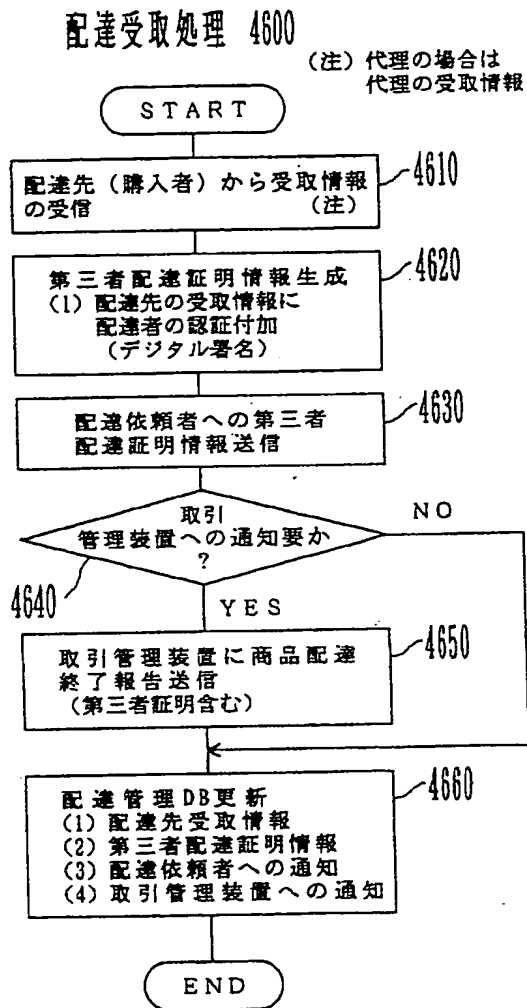 配達受取処理 4600
(注) 代理の場合は
代理の受取情報
START
配達先 (購入者) から受取情報
の受信 (注)
4610
第三者配達証明情報生成
(1) 配達先の受取情報に
配達者の認証付加
(デジタル署名)
4620
配達依頼者への第三者
配達証明情報送信
4630
取引
管理装置への通知要か
?
NO
4640
YES
取引管理装置に商品配達
終了報告送信
(第三者証明含む)
4650
配達管理DB更新
(1) 配達先受取情報
(2) 第三者配達証明情報
(3) 配達依頼者への通知
(4) 取引管理装置への通知
4660
END